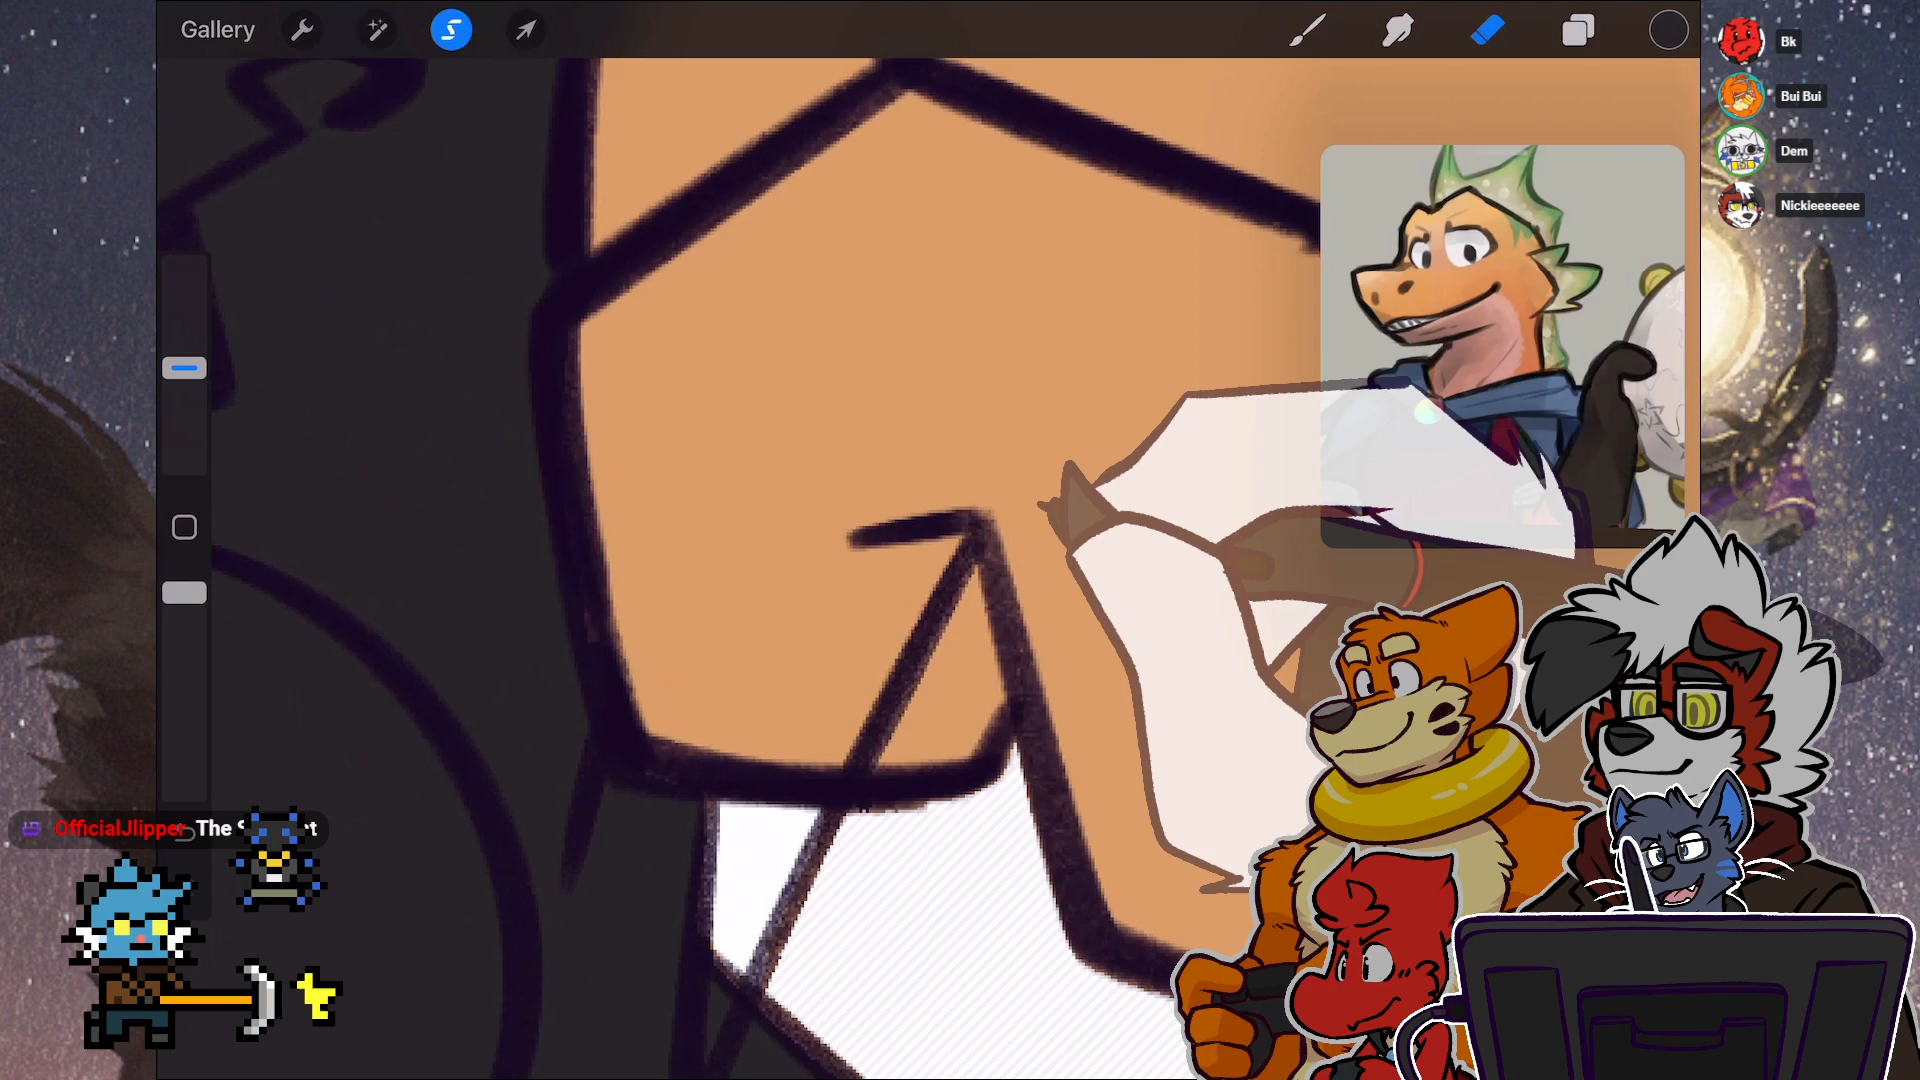 Gallery
Bk
Bui Bui
Dem
Nickieeeeeee
OfficialJlipper The